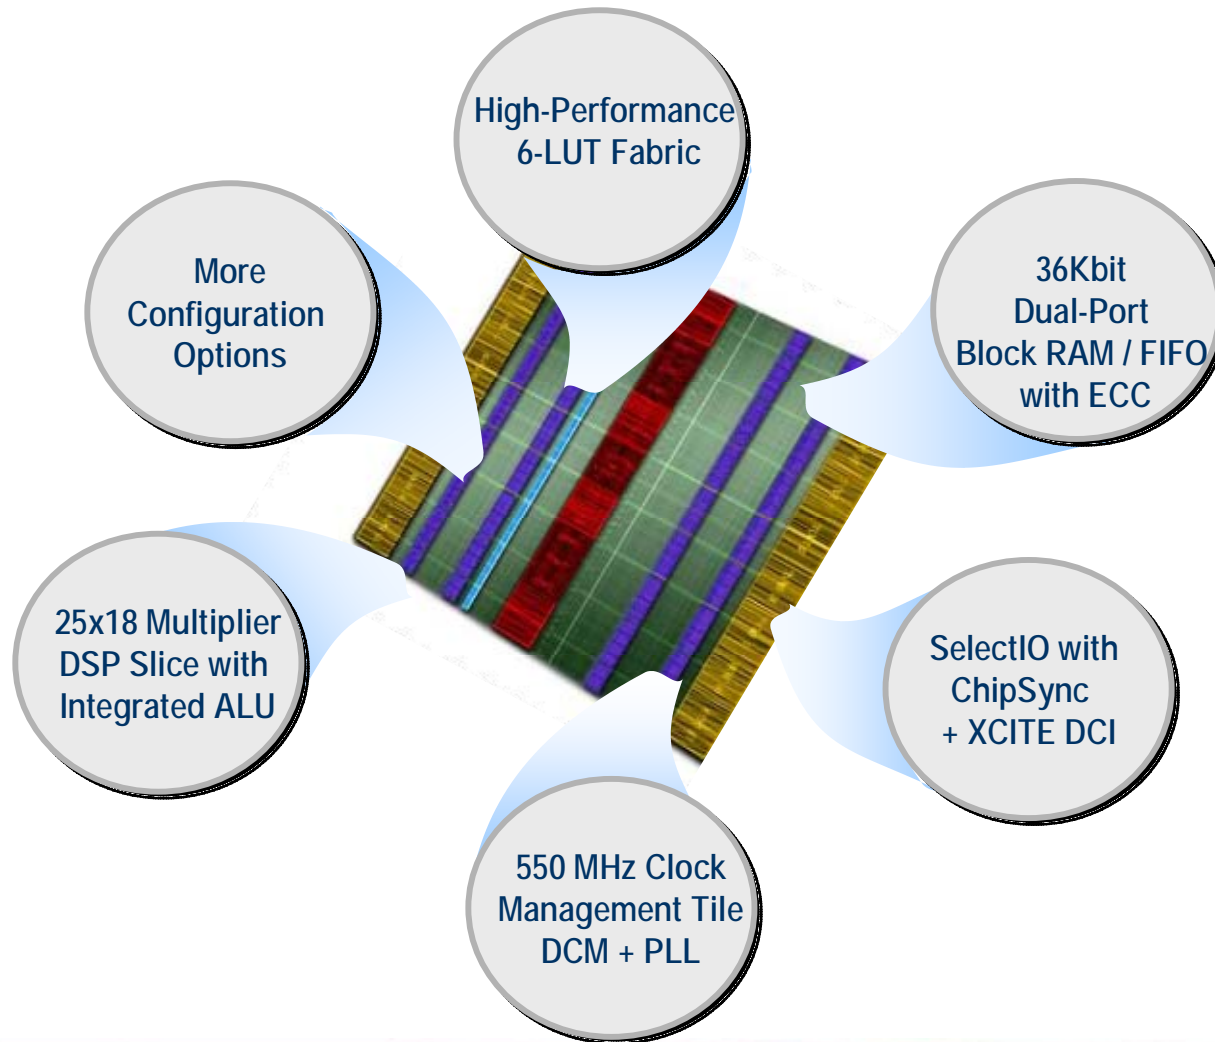 High-Performance
6-LUT Fabric
More
Configuration
Options
36Kbit
Dual-Port
Block RAM / FIFO
with ECC
25x18 Multiplier
DSP Slice with
Integrated ALU
SelectIO with
ChipSync
+ XCITE DCI
550 MHz Clock
Management Tile
DCM + PLL